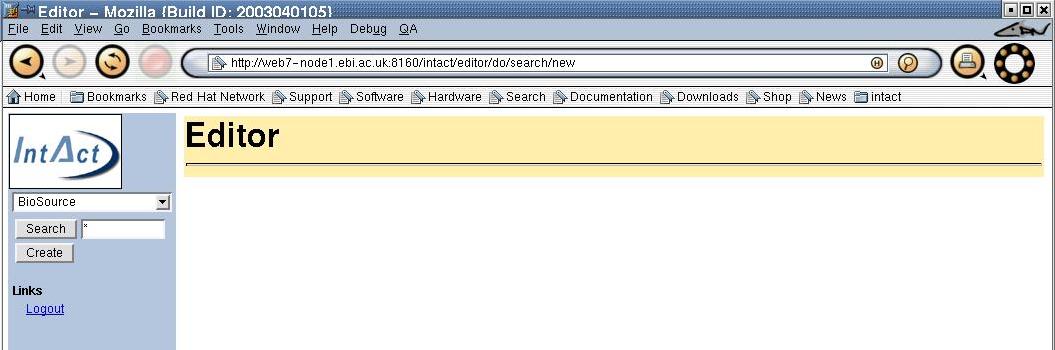 Editor - Mozilla {Build ID: 2003040105}
File Edit View Go Bookmarks Tools Window Help Debug QA
http://web7-node1.ebi.ac.uk:8160/intact/editor/do/search/new
Home Bookmarks Red Hat Network Support Software Hardware Search Documentation Downloads Shop News intact
IntAct
Editor
BioSource
Search *
Create
Links
Logout